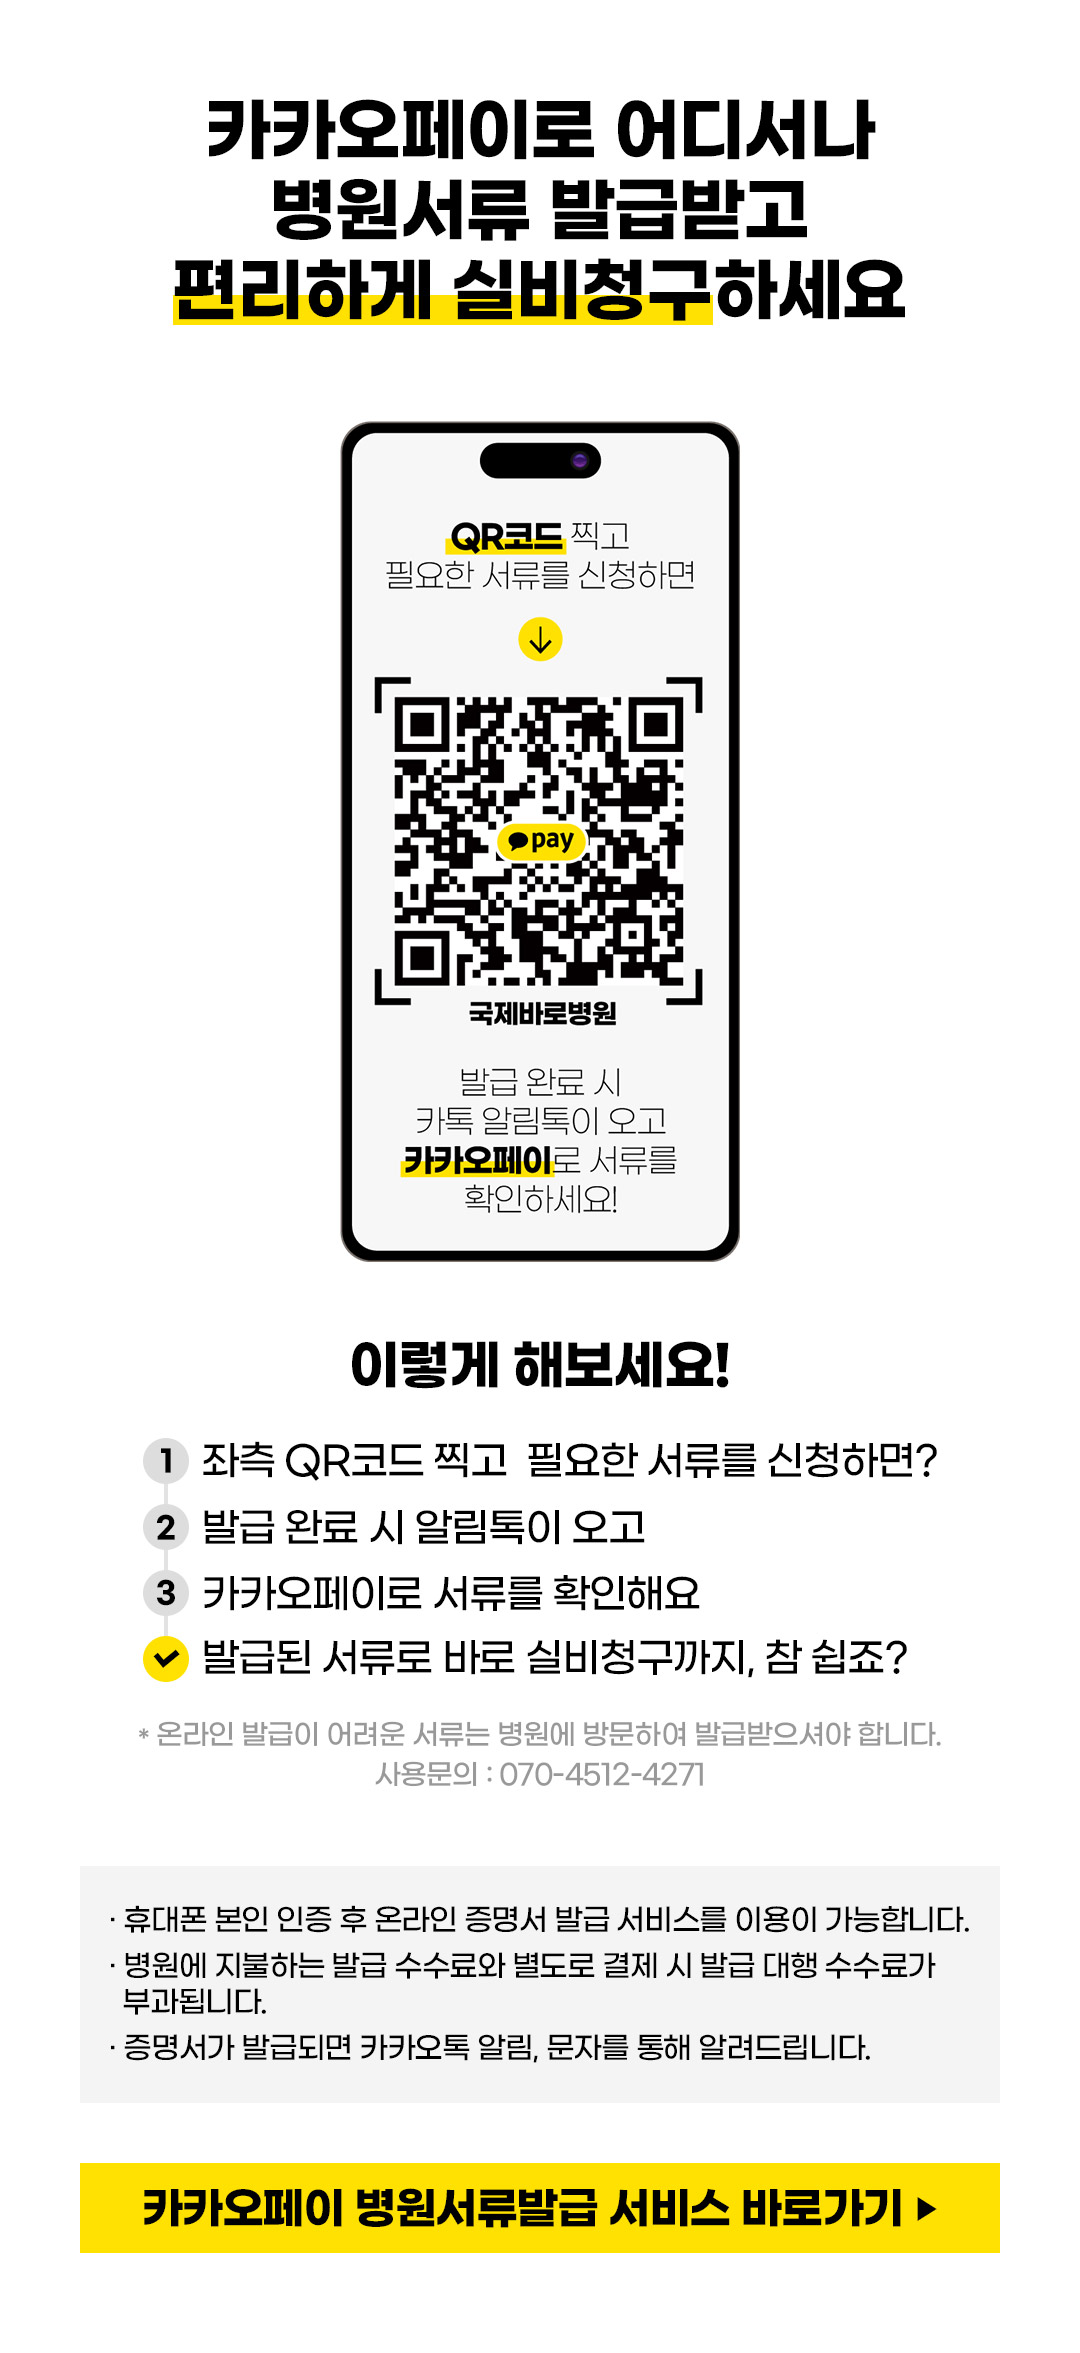 카카오페이로 어디서나
병원서류 발급받고
편리하게 실비청구하세요
QR코드 찍고
필요한 서류를 신청하면
pay
국제바로병원
발급 완료 시
카톡 알림톡이 오고
카카오페이로 서류를
확인하세요!
이렇게 해보세요!
1 좌측 QR코드 찍고 필요한 서류를 신청하면?
2 발급 완료 시 알림톡이 오고
3 카카오페이로 서류를 확인해요
발급된 서류로 바로 실비청구까지, 참 쉽죠?
* 온라인 발급이 어려운 서류는 병원에 방문하여 발급받으셔야 합니다.
사용문의 : 070-4512-4271
· 휴대폰 본인 인증 후 온라인 증명서 발급 서비스를 이용이 가능합니다.
· 병원에 지불하는 발급 수수료와 별도로 결제 시 발급 대행 수수료가
부과됩니다.
· 증명서가 발급되면 카카오톡 알림, 문자를 통해 알려드립니다.
카카오페이 병원서류발급 서비스 바로가기 ▶